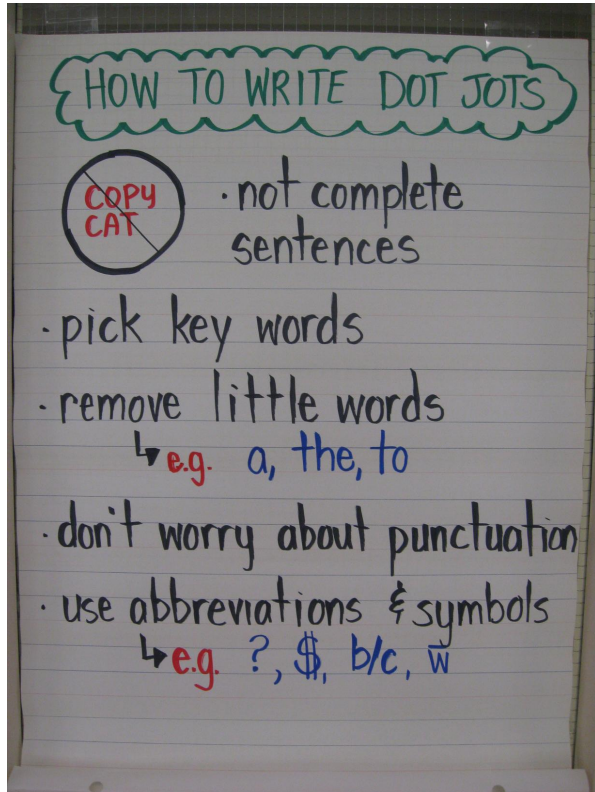 HOW TO WRITE DOT JOTS
COPY
CAT
· not complete
sentences
· pick key words
· remove little words
↳ e.g. a, the, to
· don't worry about punctuation
· use abbreviations & symbols
↳ e.g. ?, $, b/c, w̅